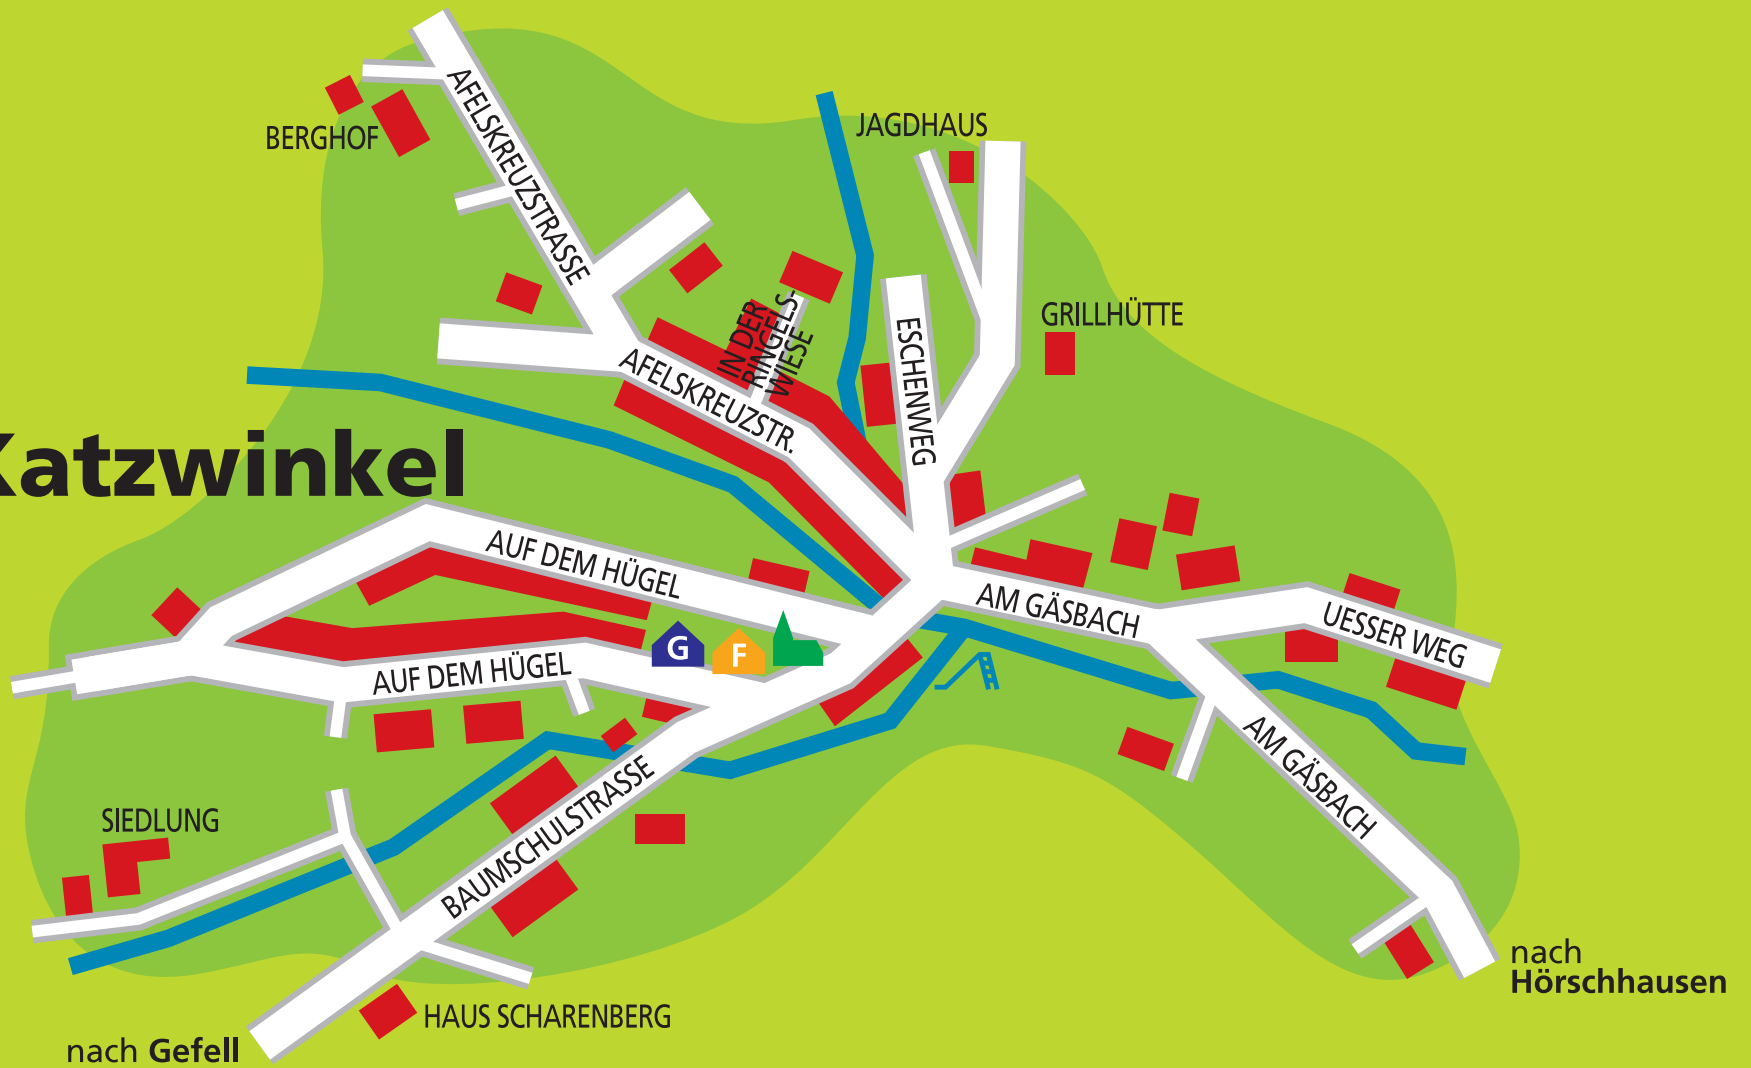 AFELSKREUZSTRASSE
BERGHOF
JAGDHAUS
GRILLHÜTTE
IN DER
RINGELS-
WIESE
ESCHENWEG
AFELSKREUZSTR.
Katzwinkel
AUF DEM HÜGEL
AM GÄSBACH
UESSER WEG
G
F
AUF DEM HÜGEL
AM GÄSBACH
BAUMSCHULSTRASSE
SIEDLUNG
nach
Hörschhausen
HAUS SCHARENBERG
nach Gefell